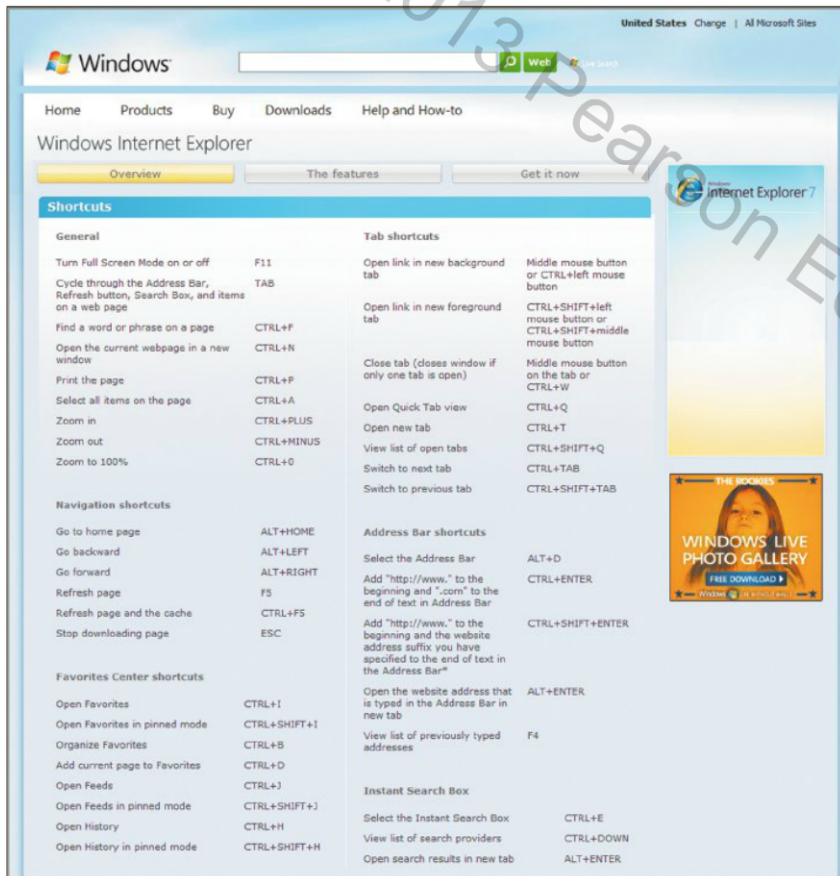 United States Change | All Microsoft Sites
2013 Pearson Ed
Windows
Web
Live Search
Home Products Buy Downloads Help and How-to
Windows Internet Explorer
Overview The features Get it now
Windows
Internet Explorer 7
Shortcuts
General
Turn Full Screen Mode on or off F11
Cycle through the Address Bar, TAB
Refresh button, Search Box, and items
on a web page
Find a word or phrase on a page CTRL+F
Open the current webpage in a new CTRL+N
window
Print the page CTRL+P
Select all items on the page CTRL+A
Zoom in CTRL+PLUS
Zoom out CTRL+MINUS
Zoom to 100% CTRL+0
Navigation shortcuts
Go to home page ALT+HOME
Go backward ALT+LEFT
Go forward ALT+RIGHT
Refresh page F5
Refresh page and the cache CTRL+F5
Stop downloading page ESC
Favorites Center shortcuts
Open Favorites CTRL+I
Open Favorites in pinned mode CTRL+SHIFT+I
Organize Favorites CTRL+B
Add current page to Favorites CTRL+D
Open Feeds CTRL+J
Open Feeds in pinned mode CTRL+SHIFT+J
Open History CTRL+H
Open History in pinned mode CTRL+SHIFT+H
Tab shortcuts
Open link in new background Middle mouse button
tab or CTRL+left mouse
button
Open link in new foreground CTRL+SHIFT+left
tab mouse button or
CTRL+SHIFT+middle
mouse button
Close tab (closes window if Middle mouse button
only one tab is open) on the tab or
CTRL+W
Open Quick Tab view CTRL+Q
Open new tab CTRL+T
View list of open tabs CTRL+SHIFT+Q
Switch to next tab CTRL+TAB
Switch to previous tab CTRL+SHIFT+TAB
Address Bar shortcuts
Select the Address Bar ALT+D
Add "http://www." to the CTRL+ENTER
beginning and ".com" to the
end of text in Address Bar
Add "http://www." to the CTRL+SHIFT+ENTER
beginning and the website
address suffix you have
specified to the end of text in
the Address Bar*
Open the website address that ALT+ENTER
is typed in the Address Bar in
new tab
View list of previously typed F4
addresses
Instant Search Box
Select the Instant Search Box CTRL+E
View list of search providers CTRL+DOWN
Open search results in new tab ALT+ENTER
THE ROOKIES
WINDOWS LIVE
PHOTO GALLERY
FREE DOWNLOAD
Windows